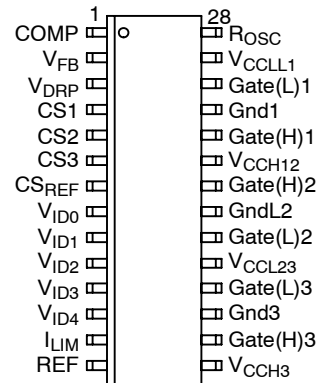 1 28
COMP ROSC
VFB VCCLL1
VDRP Gate(L)1
CS1 Gnd1
CS2 Gate(H)1
CS3 VCCH12
CSREF Gate(H)2
VID0 GndL2
VID1 Gate(L)2
VID2 VCCL23
VID3 Gate(L)3
VID4 Gnd3
ILIM Gate(H)3
REF VCCH3